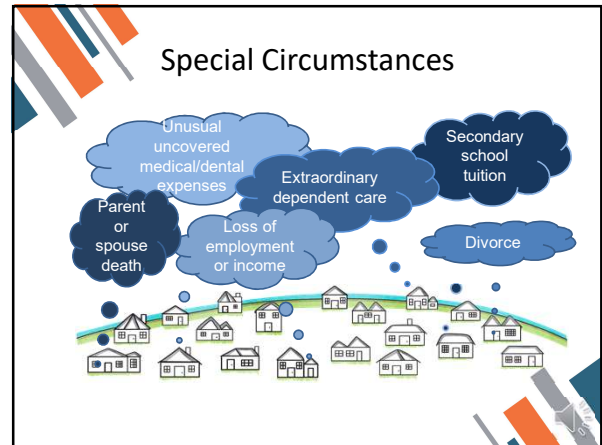 Special Circumstances
Unusual
uncovered
medical/dental
expenses
Secondary
school
tuition
Extraordinary
dependent care
Parent
or
spouse
death
Loss of
employment
or income
Divorce